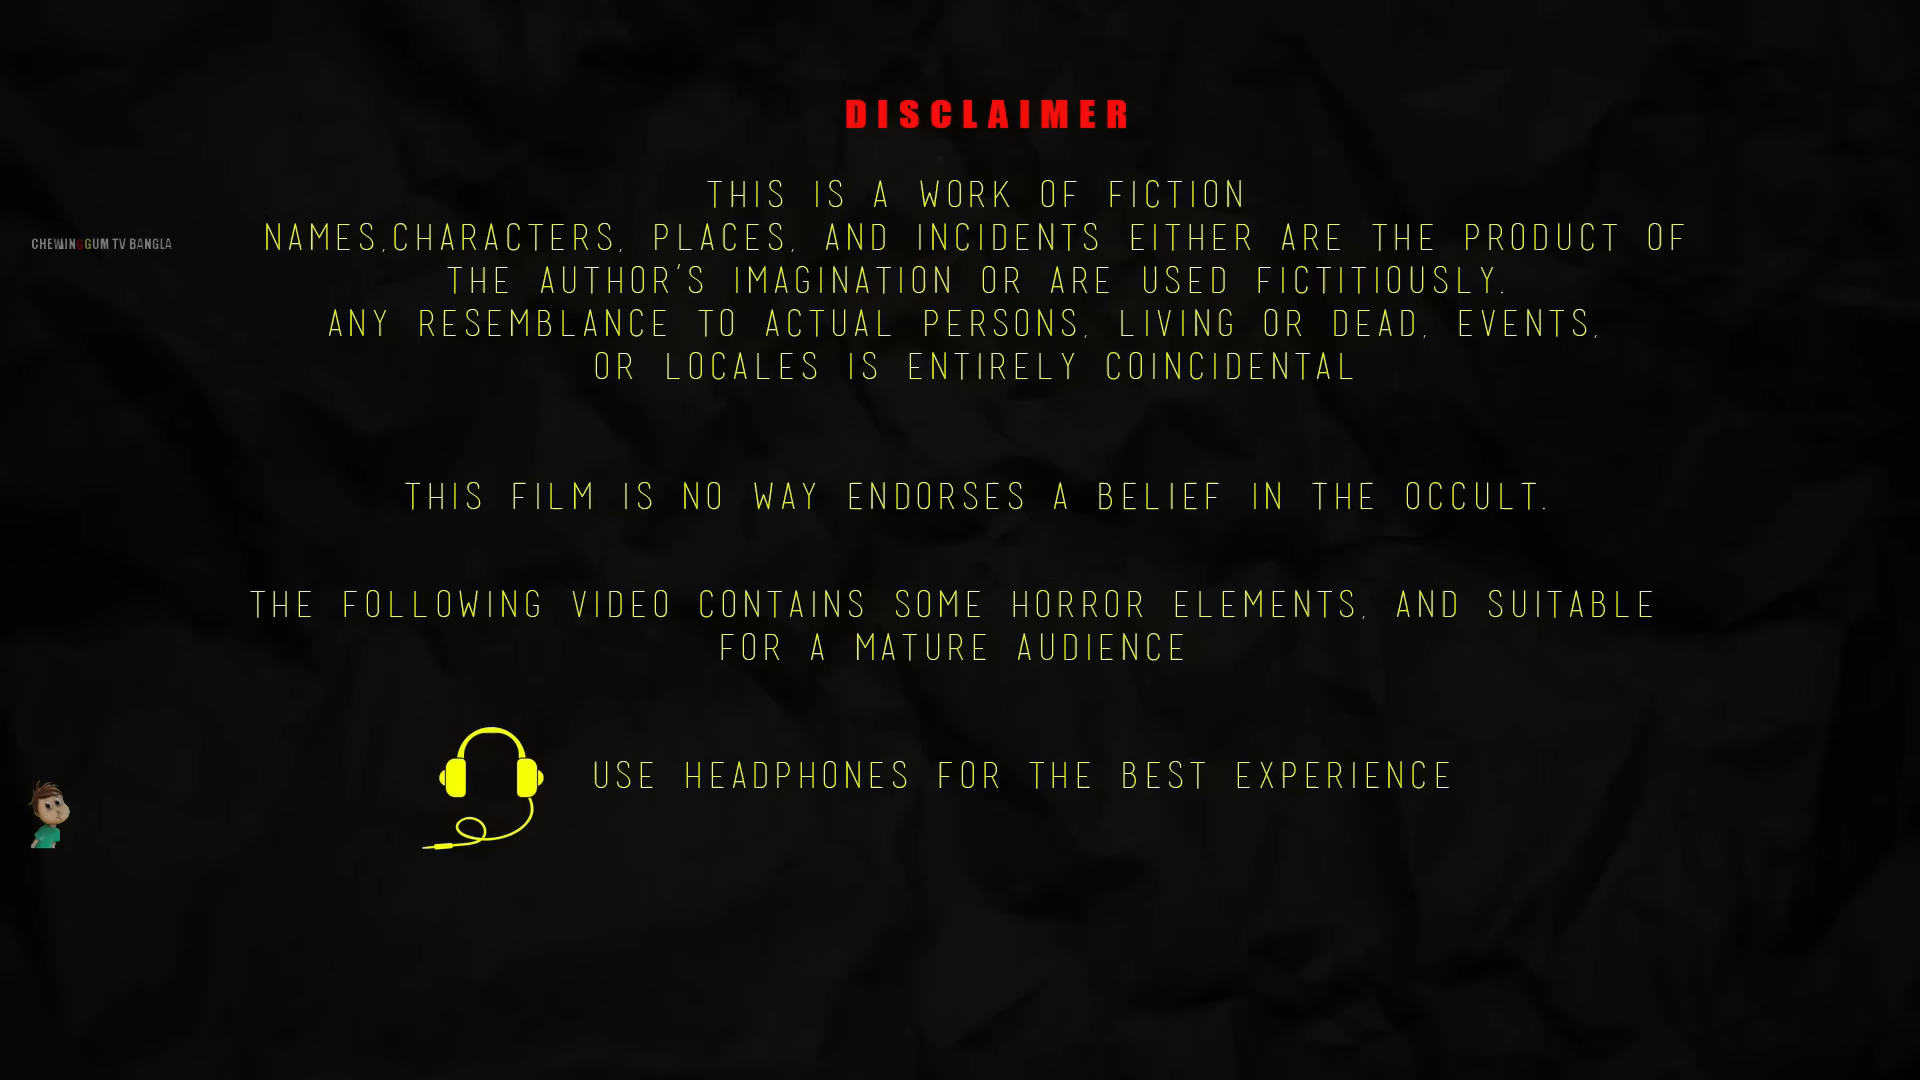 DISCLAIMER
THIS IS A WORK OF FICTION
CHEWINGGUM TV BANGLA
NAMES,CHARACTERS, PLACES, AND INCIDENTS EITHER ARE THE PRODUCT OF
THE AUTHOR'S IMAGINATION OR ARE USED FICTITIOUSLY.
ANY RESEMBLANCE TO ACTUAL PERSONS, LIVING OR DEAD, EVENTS,
OR LOCALES IS ENTIRELY COINCIDENTAL
THIS FILM IS NO WAY ENDORSES A BELIEF IN THE OCCULT.
THE FOLLOWING VIDEO CONTAINS SOME HORROR ELEMENTS, AND SUITABLE
FOR A MATURE AUDIENCE
USE HEADPHONES FOR THE BEST EXPERIENCE